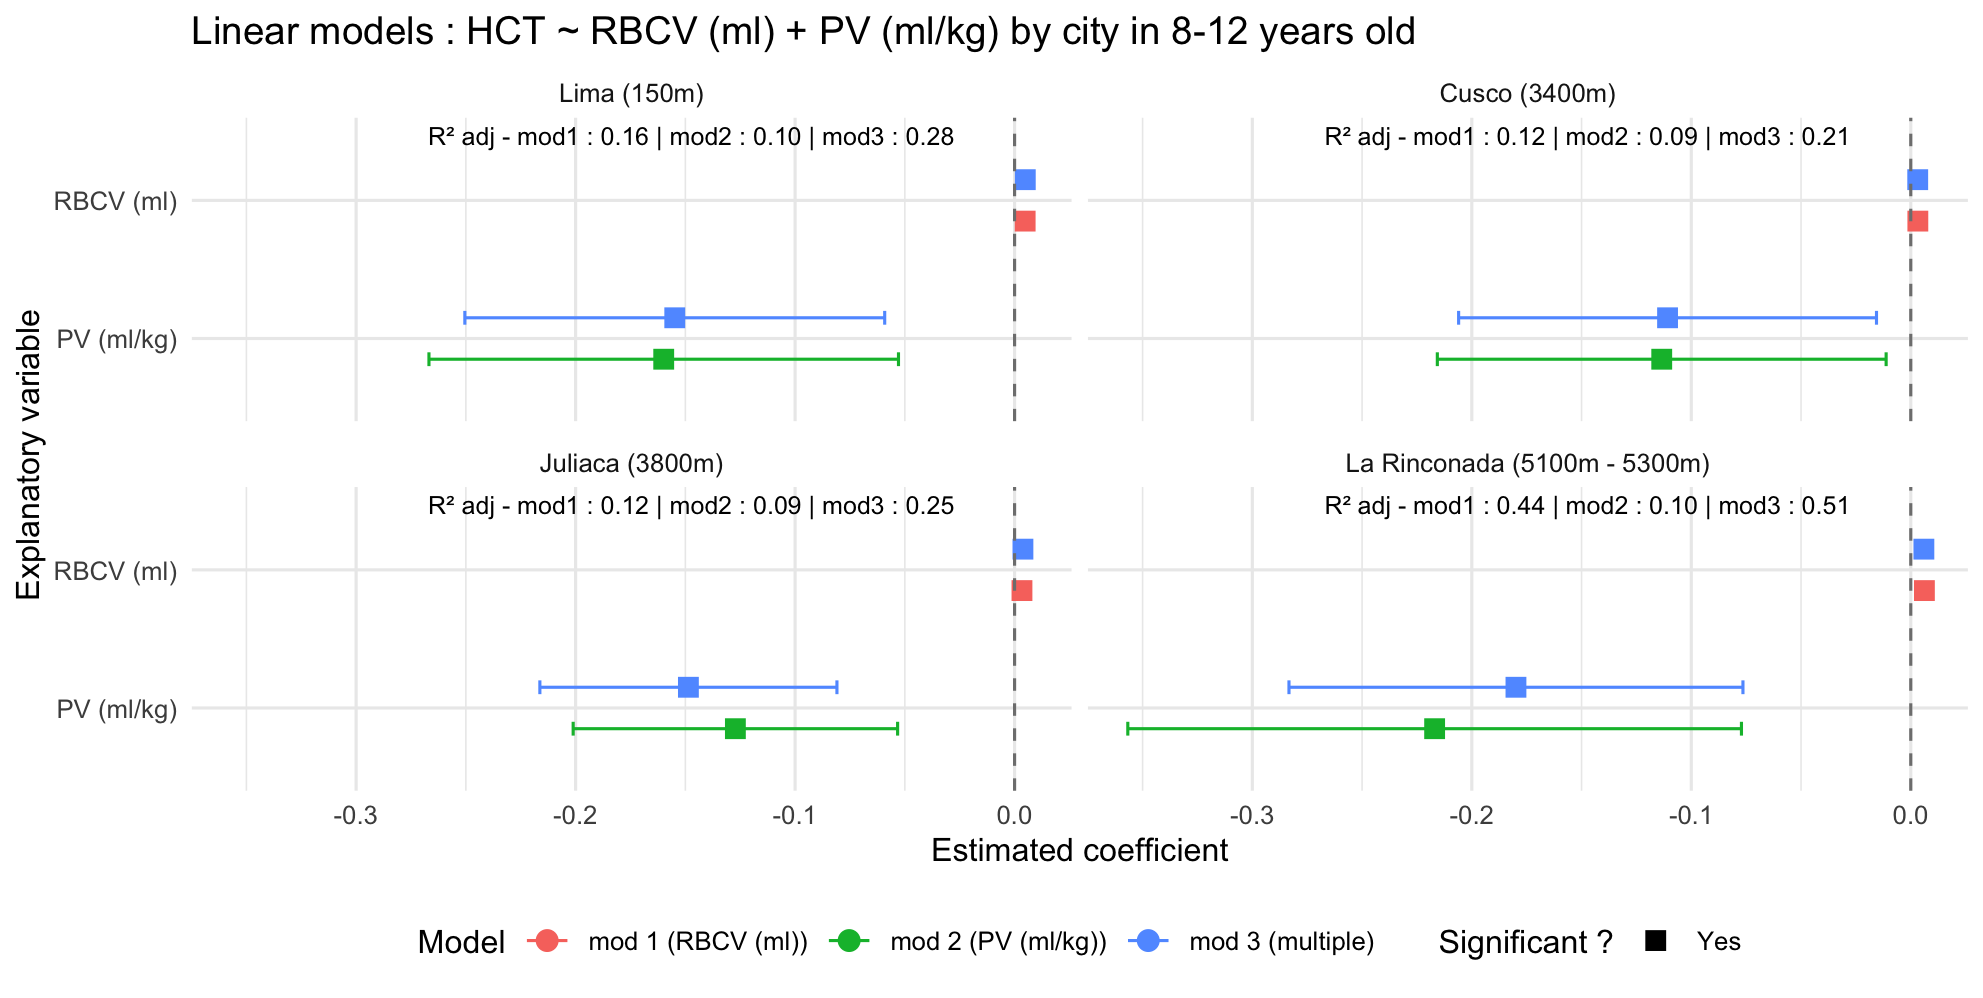 Linear models : HCT ~ RBCV (ml) + PV (ml/kg) by city in 8-12 years old
Lima (150m)
Cusco (3400m)
R² adj - mod1 : 0.16 | mod2 : 0.10 | mod3 : 0.28
R² adj - mod1 : 0.12 | mod2 : 0.09 | mod3 : 0.21
RBCV (ml)
PV (ml/kg)
Explanatory variable
Juliaca (3800m)
La Rinconada (5100m - 5300m)
R² adj - mod1 : 0.12 | mod2 : 0.09 | mod3 : 0.25
R² adj - mod1 : 0.44 | mod2 : 0.10 | mod3 : 0.51
RBCV (ml)
PV (ml/kg)
-0.3 -0.2 -0.1 0.0
-0.3 -0.2 -0.1 0.0
Estimated coefficient
Model mod 1 (RBCV (ml)) mod 2 (PV (ml/kg)) mod 3 (multiple) Significant ? Yes